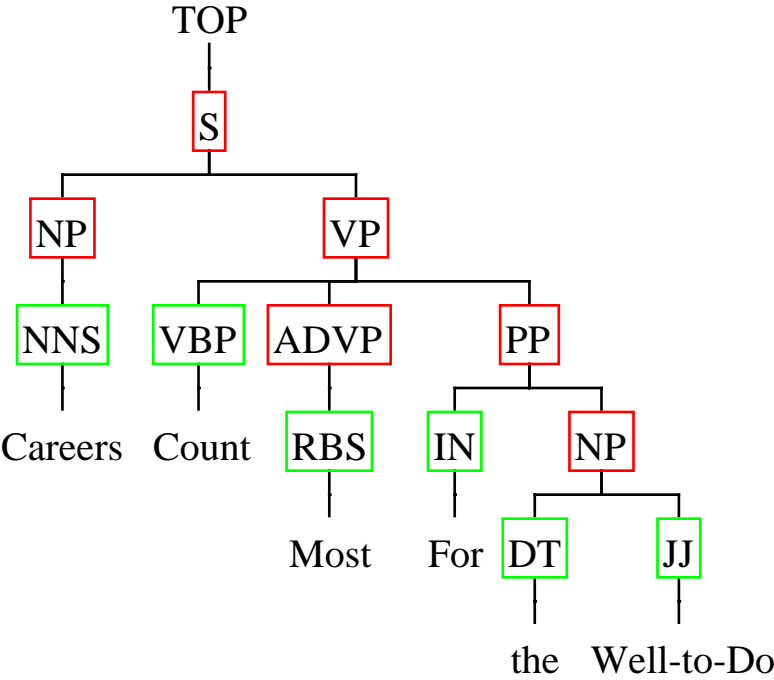 TOP
S
NP VP
NNS VBP ADVP PP
Careers Count RBS IN NP
Most For DT JJ
the Well-to-Do